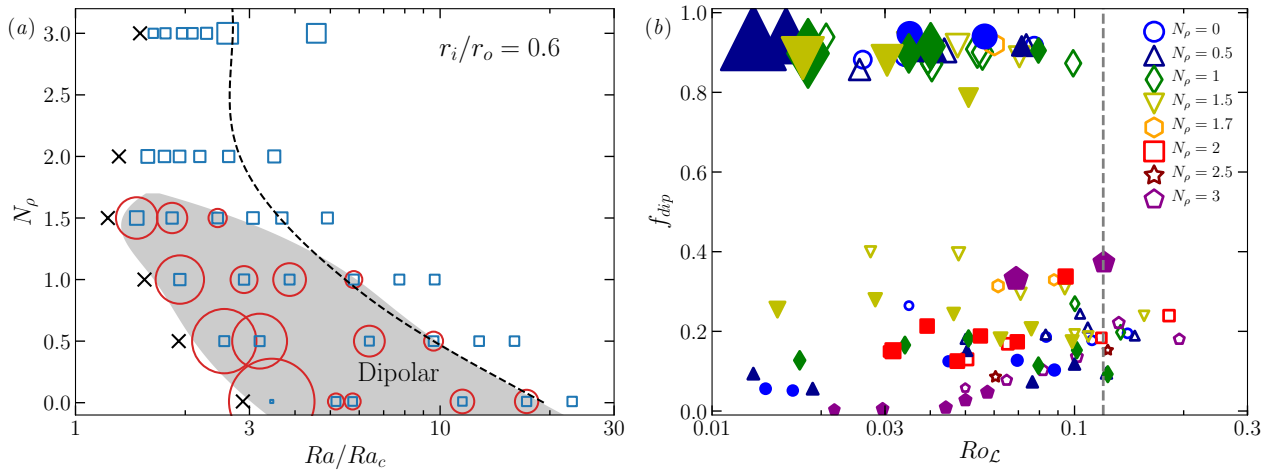 (a)
N_ρ
3.0
2.5
2.0
1.5
1.0
0.5
0.0
r_i/r_o = 0.6
Dipolar
1
3
10
30
Ra/Ra_c
(b)
f_dip
1.0
0.8
0.6
0.4
0.2
0.0
N_ρ = 0
N_ρ = 0.5
N_ρ = 1
N_ρ = 1.5
N_ρ = 1.7
N_ρ = 2
N_ρ = 2.5
N_ρ = 3
0.01
0.03
0.1
0.3
Ro_ℒ